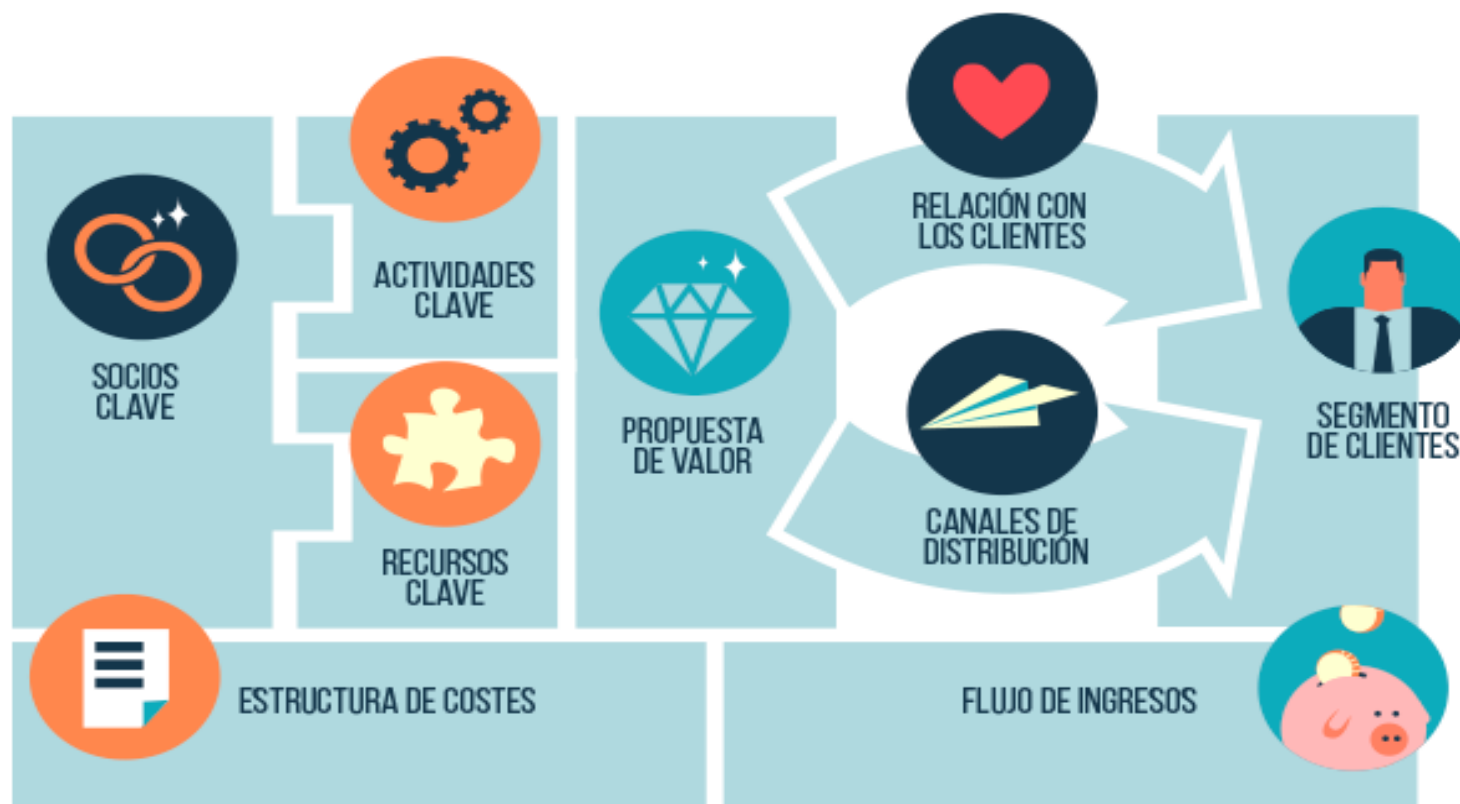 SOCIOS
CLAVE
ACTIVIDADES
CLAVE
RECURSOS
CLAVE
PROPUESTA
DE VALOR
RELACIÓN CON
LOS CLIENTES
CANALES DE
DISTRIBUCIÓN
SEGMENTO
DE CLIENTES
ESTRUCTURA DE COSTES
FLUJO DE INGRESOS